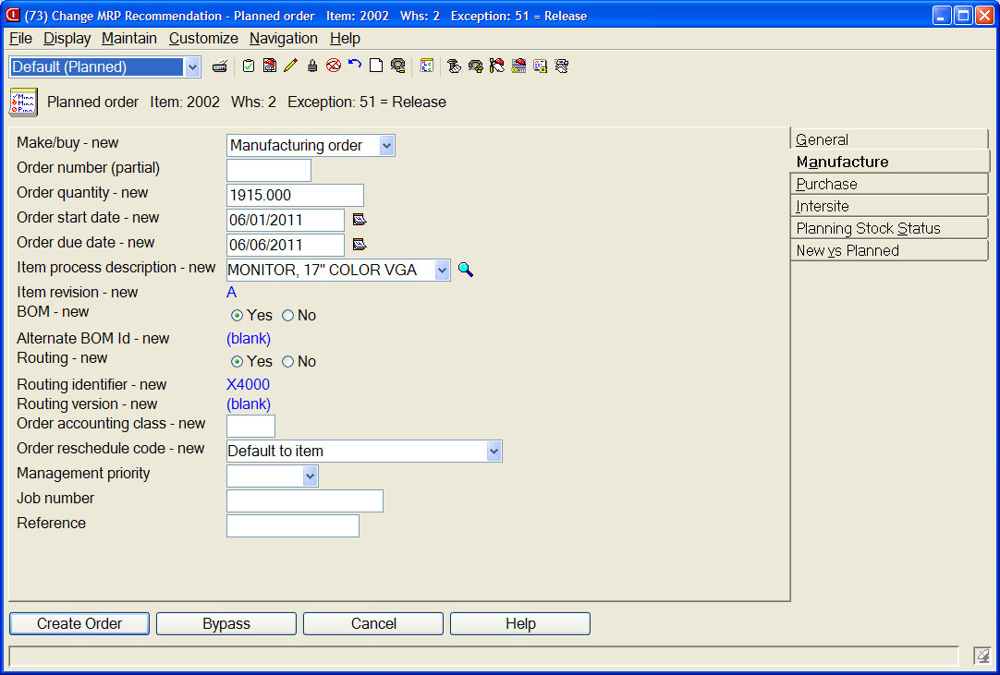 (73) Change MRP Recommendation - Planned order Item: 2002 Whs: 2 Exception: 51 = Release
File Display Maintain Customize Navigation Help
Default (Planned)
Planned order Item: 2002 Whs: 2 Exception: 51 = Release
Make/buy - new Manufacturing order
Order number (partial)
Order quantity - new 1915.000
Order start date - new 06/01/2011
Order due date - new 06/06/2011
Item process description - new MONITOR, 17" COLOR VGA
Item revision - new A
BOM - new Yes No
Alternate BOM Id - new (blank)
Routing - new Yes No
Routing identifier - new X4000
Routing version - new (blank)
Order accounting class - new
Order reschedule code - new Default to item
Management priority
Job number
Reference
General
Manufacture
Purchase
Intersite
Planning Stock Status
New vs Planned
Create Order Bypass Cancel Help